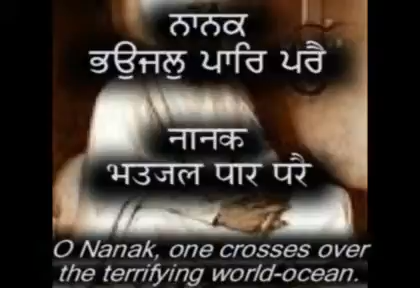 ਨਾਨਕ
ਭਉਜਲੁ ਪਾਰਿ ਪਰੈ
नानक
भउजल पार परै
O Nanak, one crosses over
the terrifying world-ocean.